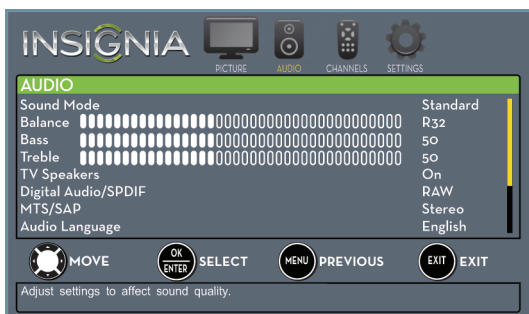 INSIGNIA
PICTURE AUDIO CHANNELS SETTINGS
AUDIO
Sound Mode Standard
Balance R32
Bass 50
Treble 50
TV Speakers On
Digital Audio/SPDIF RAW
MTS/SAP Stereo
Audio Language English
MOVE OK ENTER SELECT MENU PREVIOUS EXIT EXIT
Adjust settings to affect sound quality.